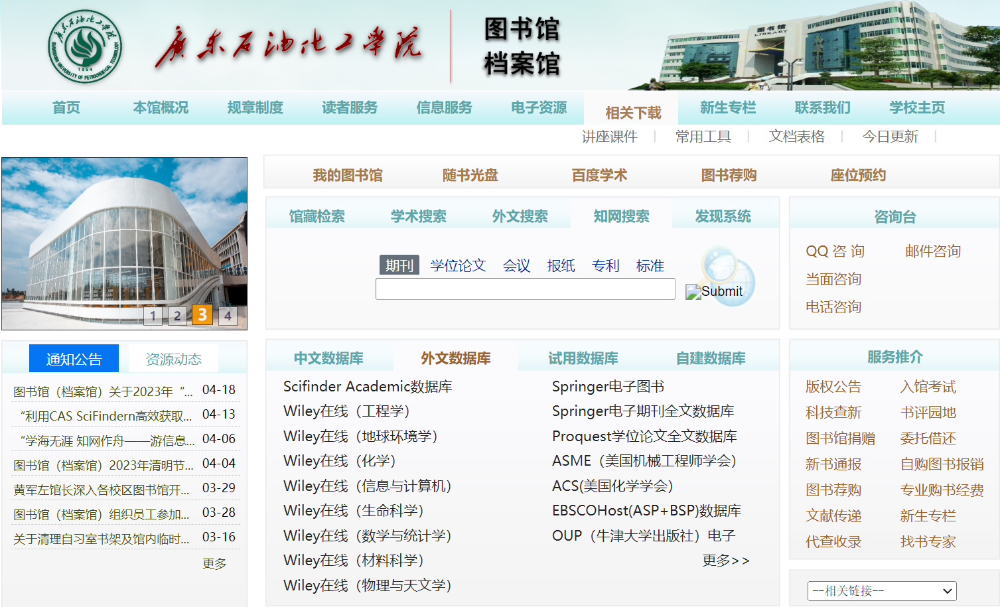 广东石油化工学院
GUANGDONG UNIVERSITY OF PETROCHEMICAL TECHNOLOGY
1954
广东石油化工学院
图书馆
档案馆
图书馆
LIBRARY
首页 本馆概况 规章制度 读者服务 信息服务 电子资源 相关下载 新生专栏 联系我们 学校主页
讲座课件 | 常用工具 | 文档表格 | 今日更新 |
1 2 3 4
我的图书馆 随书光盘 百度学术 图书荐购 座位预约
馆藏检索 学术搜索 外文搜索 知网搜索 发现系统
期刊 学位论文 会议 报纸 专利 标准
Submit
咨询台
QQ 咨 询 邮件咨询
当面咨询
电话咨询
通知公告 资源动态
图书馆（档案馆）关于2023年“... 04-18
“利用CAS SciFindern高效获取... 04-13
“学海无涯 知网作舟——游信息... 04-06
图书馆（档案馆）2023年清明节... 04-04
黄军左馆长深入各校区图书馆开... 03-29
图书馆（档案馆）组织员工参加... 03-28
关于清理自习室书架及馆内临时... 03-16
更多
中文数据库 外文数据库 试用数据库 自建数据库
Scifinder Academic数据库
Wiley在线（工程学）
Wiley在线（地球环境学）
Wiley在线（化学）
Wiley在线（信息与计算机）
Wiley在线（生命科学）
Wiley在线（数学与统计学）
Wiley在线（材料科学）
Wiley在线（物理与天文学）
Springer电子图书
Springer电子期刊全文数据库
Proquest学位论文全文数据库
ASME（美国机械工程师学会）
ACS(美国化学学会）
EBSCOHost(ASP+BSP)数据库
OUP（牛津大学出版社）电子
更多>>
服务推介
版权公告 入馆考试
科技查新 书评园地
图书馆捐赠 委托借还
新书通报 自购图书报销
图书荐购 专业购书经费
文献传递 新生专栏
代查收录 找书专家
--相关链接--